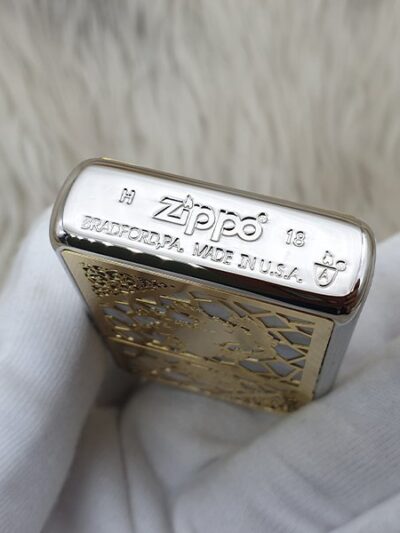 H Zippo 18
BRADFORD,PA. MADE IN U.S.A. A